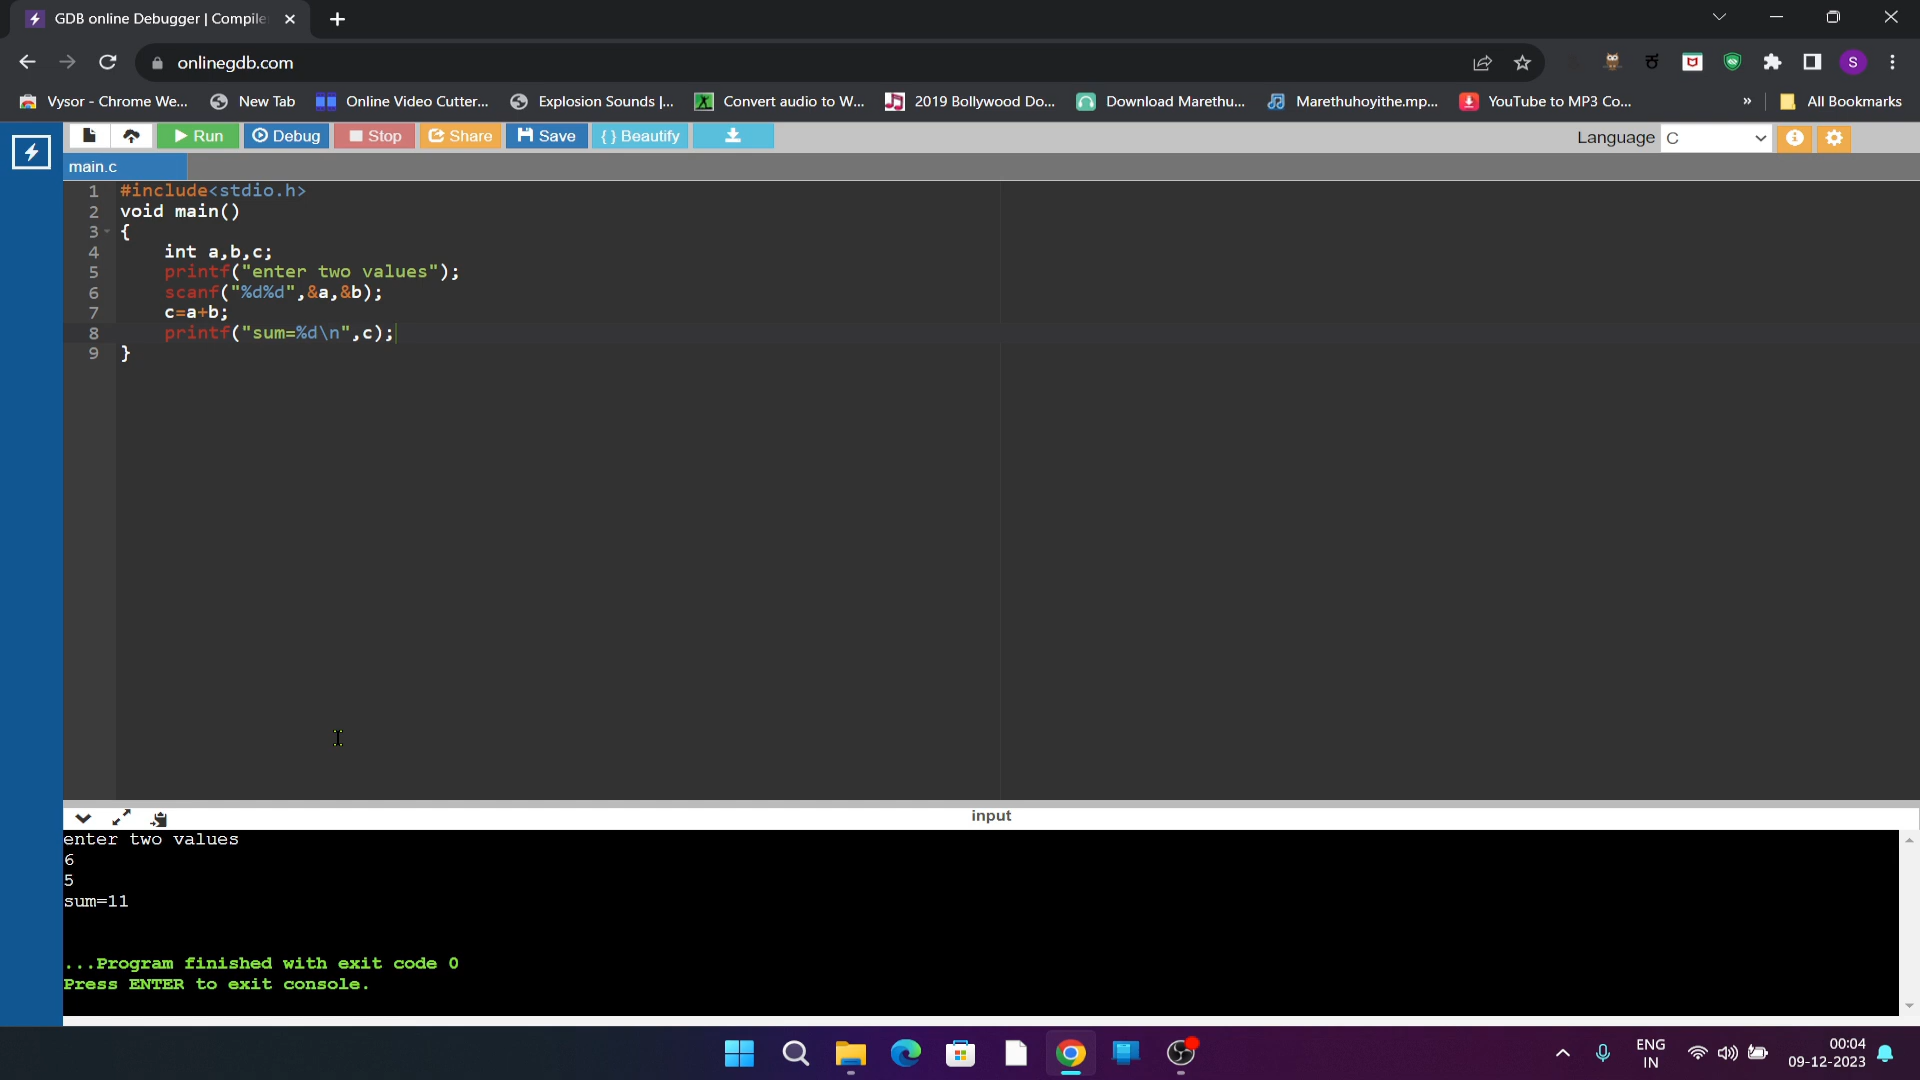 GDB online Debugger | Compile
onlinegdb.com
Vysor - Chrome We... New Tab Online Video Cutter... Explosion Sounds |... Convert audio to W... 2019 Bollywood Do... Download Marethu... Marethuhoyithe.mp... YouTube to MP3 Co... » All Bookmarks
Run Debug Stop Share Save { } Beautify Language C
main.c
1 #include<stdio.h>
2 void main()
3 {
4 int a,b,c;
5 printf("enter two values");
6 scanf("%d%d",&a,&b);
7 c=a+b;
8 printf("sum=%d\n",c);
9 }
input
enter two values
6
5
sum=11
...Program finished with exit code 0
Press ENTER to exit console.
ENG
IN
00:04
09-12-2023